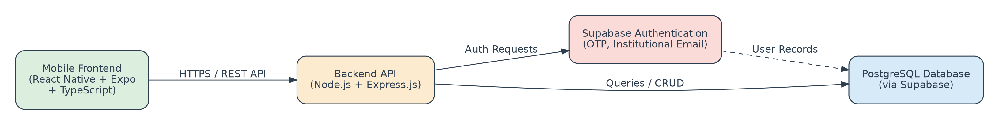 Mobile Frontend
(React Native + Expo
+ TypeScript)
HTTPS / REST API
Backend API
(Node.js + Express.js)
Auth Requests
Supabase Authentication
(OTP, Institutional Email)
Queries / CRUD
User Records
PostgreSQL Database
(via Supabase)